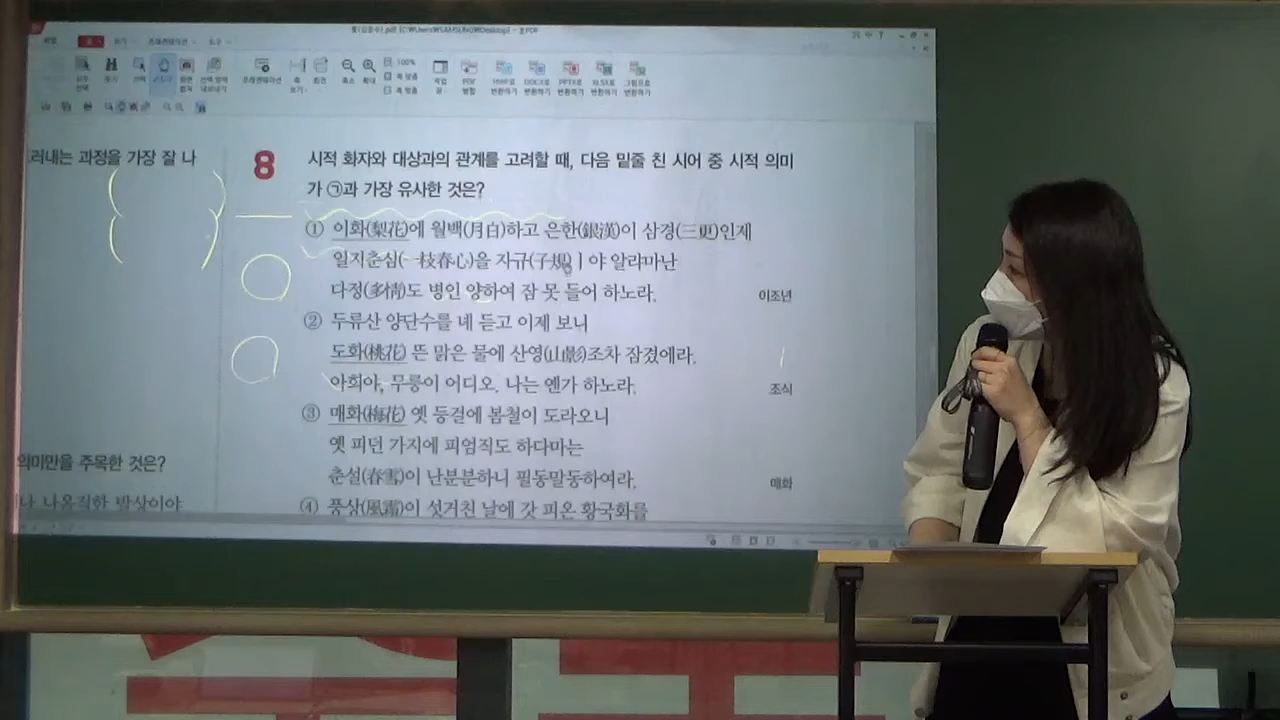 러내는 과정을 가장 잘 나
8
시적 화자와 대상과의 관계를 고려할 때, 다음 밑줄 친 시어 중 시적 의미
가 ㉠과 가장 유사한 것은?
① 이화(梨花)에 월백(月白)하고 은한(銀漢)이 삼경(三更)인제
일지춘심(一枝春心)을 자규(子規)ㅣ야 알랴마난
다정(多情)도 병인 양하여 잠 못 들어 하노라.
이조년
② 두류산 양단수를 녜 듣고 이제 보니
도화(桃花) 뜬 맑은 물에 산영(山影)조차 잠겼에라.
아희야, 무릉이 어디오, 나는 옌가 하노라.
조식
③ 매화(梅花) 옛 등걸에 봄철이 도라오니
옛 피던 가지에 피엄직도 하다마는
춘설(春雪)이 난분분하니 필동말동하여라.
매화
④ 풍상(風霜)이 섯거친 날에 갓 피온 황국화를
의미만을 주목한 것은?
나 나옴직한 발상이야